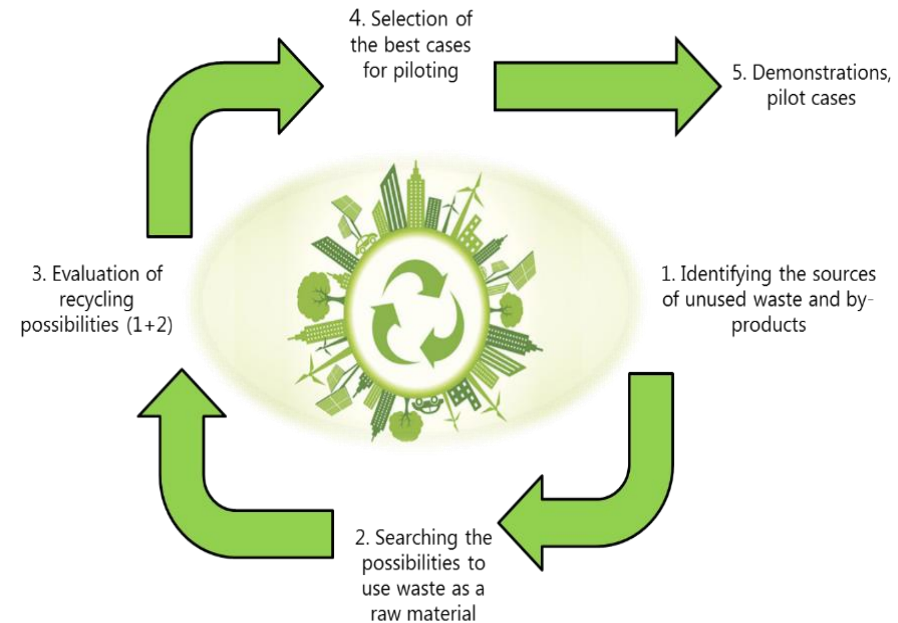 4. Selection of
the best cases
for piloting
5. Demonstrations,
pilot cases
3. Evaluation of
recycling
possibilities (1+2)
1. Identifying the sources
of unused waste and by-
products
2. Searching the
possibilities to
use waste as a
raw material